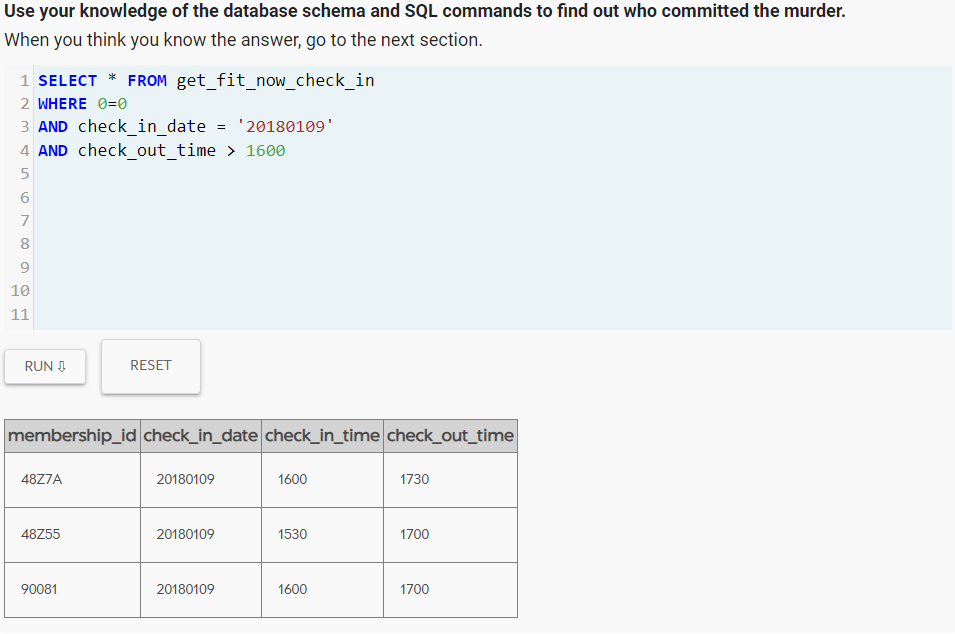 Use your knowledge of the database schema and SQL commands to find out who committed the murder.
When you think you know the answer, go to the next section.
1 SELECT * FROM get_fit_now_check_in
2 WHERE 0=0
3 AND check_in_date = '20180109'
4 AND check_out_time > 1600
5
6
7
8
9
10
11
RUN ⇩ RESET
membership_id check_in_date check_in_time check_out_time
48Z7A 20180109 1600 1730
48Z55 20180109 1530 1700
90081 20180109 1600 1700